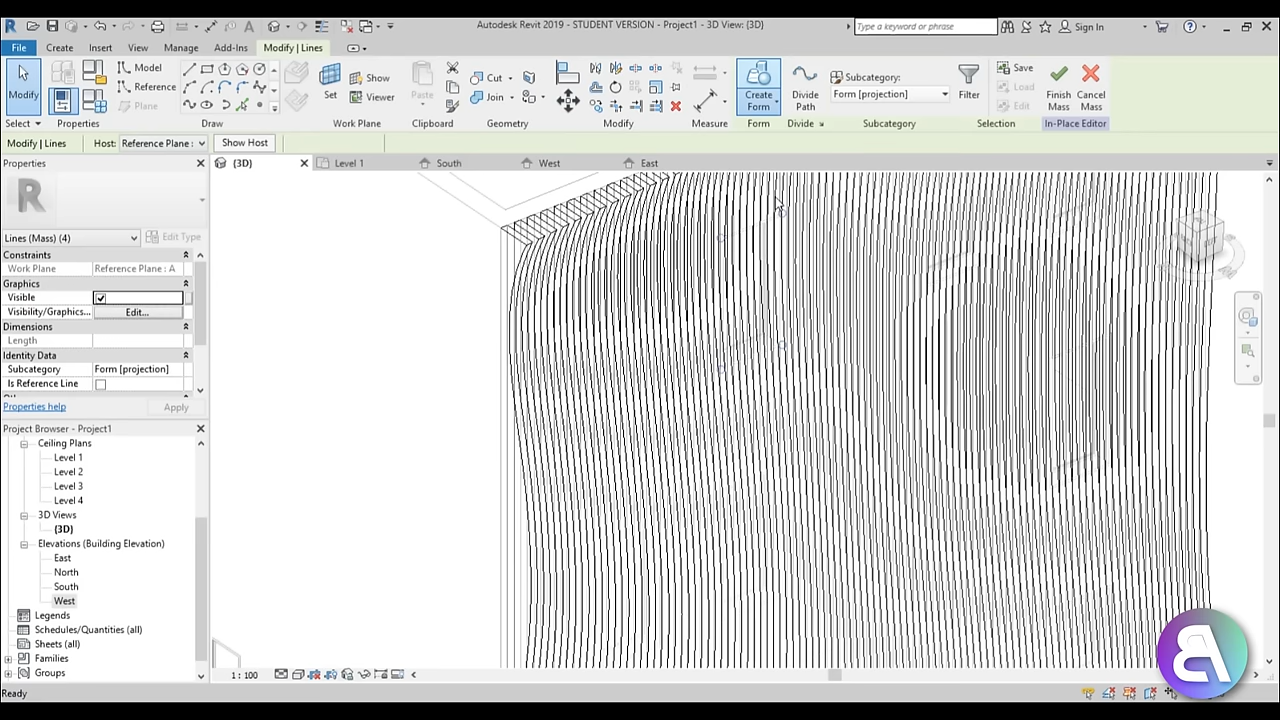 Autodesk Revit 2019 - STUDENT VERSION - Project1 - 3D View: {3D}
Type a keyword or phrase
Sign In
File
Create
Insert
View
Manage
Add-Ins
Modify | Lines
Modify
Model
Reference
Plane
Set
Show
Viewer
Paste
Cut
Join
Create
Form
Divide
Path
Subcategory:
Form [projection]
Filter
Save
Load
Edit
Finish
Mass
Cancel
Mass
Select
Properties
Draw
Work Plane
Clipboard
Geometry
Modify
Measure
Form
Divide
Subcategory
Selection
In-Place Editor
Modify | Lines
Host: Reference Plane :
Show Host
Properties
{3D}
Level 1
South
West
East
Lines (Mass) (4)
Edit Type
Constraints
Work Plane Reference Plane : A
Graphics
Visible
Visibility/Graphics... Edit...
Dimensions
Length
Identity Data
Subcategory Form [projection]
Is Reference Line
Properties help
Apply
Project Browser - Project1
Ceiling Plans
Level 1
Level 2
Level 3
Level 4
3D Views
{3D}
Elevations (Building Elevation)
East
North
South
West
Legends
Schedules/Quantities (all)
Sheets (all)
Families
Groups
1 : 100
Ready